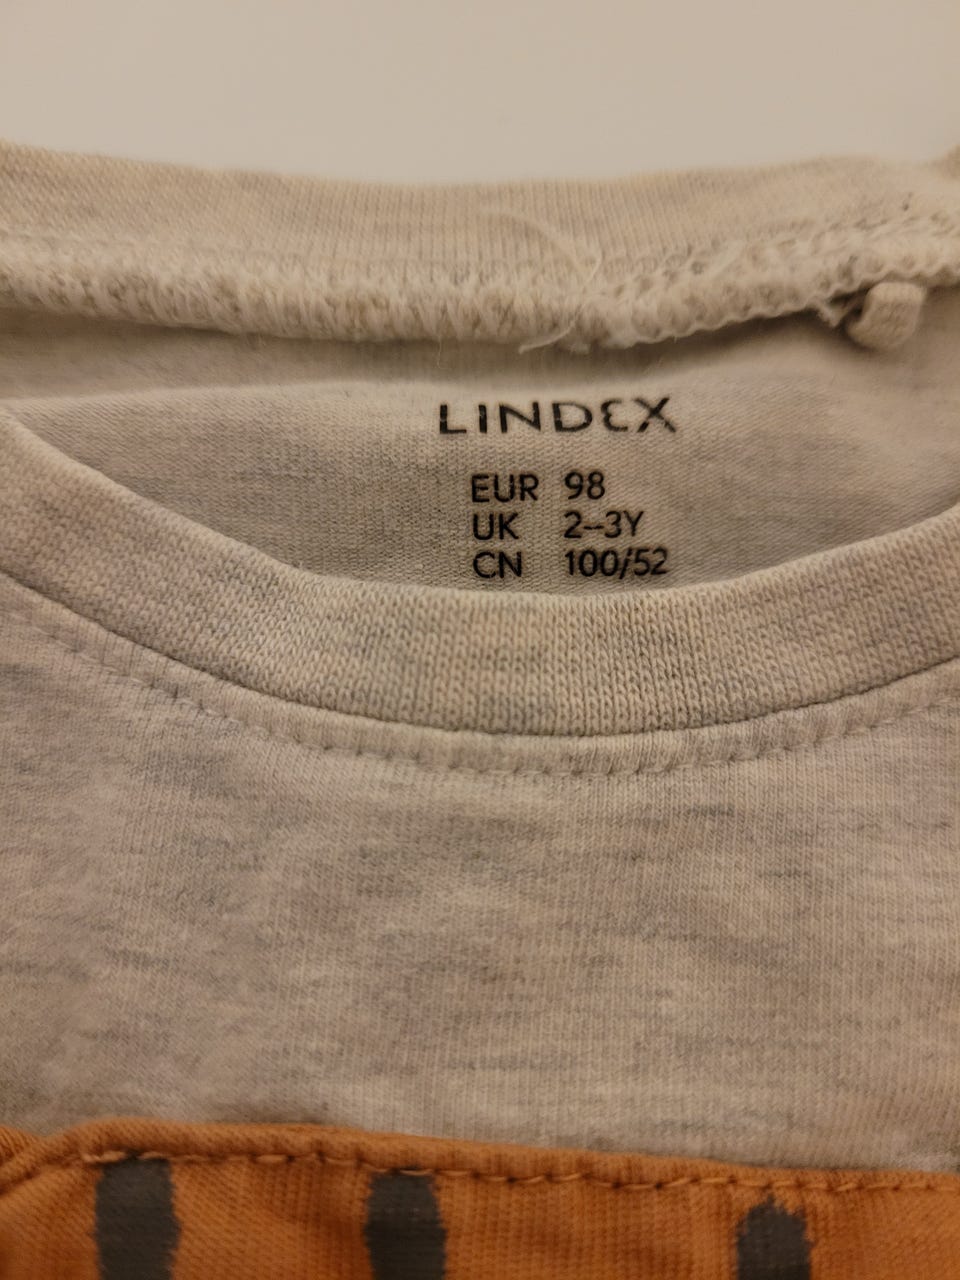 LINDEX
EUR 98
UK 2--3Y
CN 100/52